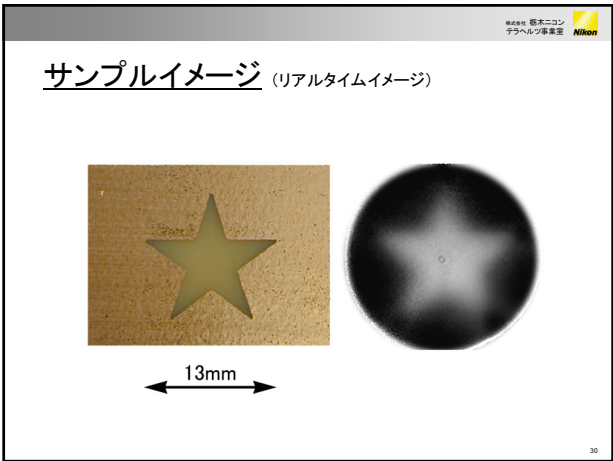 株式会社 栃木ニコン
テラヘルツ事業室
Nikon
サンプルイメージ (リアルタイムイメージ)
13mm
30